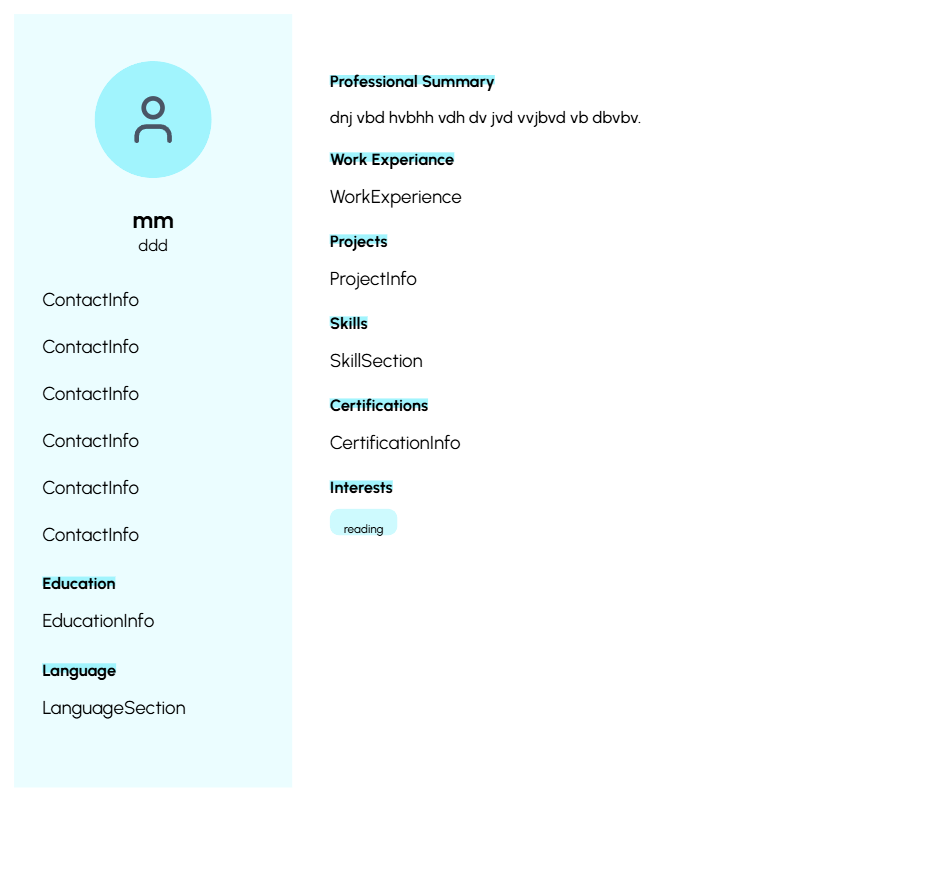 mm
ddd
ContactInfo
ContactInfo
ContactInfo
ContactInfo
ContactInfo
ContactInfo
Education
EducationInfo
Language
LanguageSection
Professional Summary
dnj vbd hvbhh vdh dv jvd vvjbvd vb dbvbv.
Work Experiance
WorkExperience
Projects
ProjectInfo
Skills
SkillSection
Certifications
CertificationInfo
Interests
reading